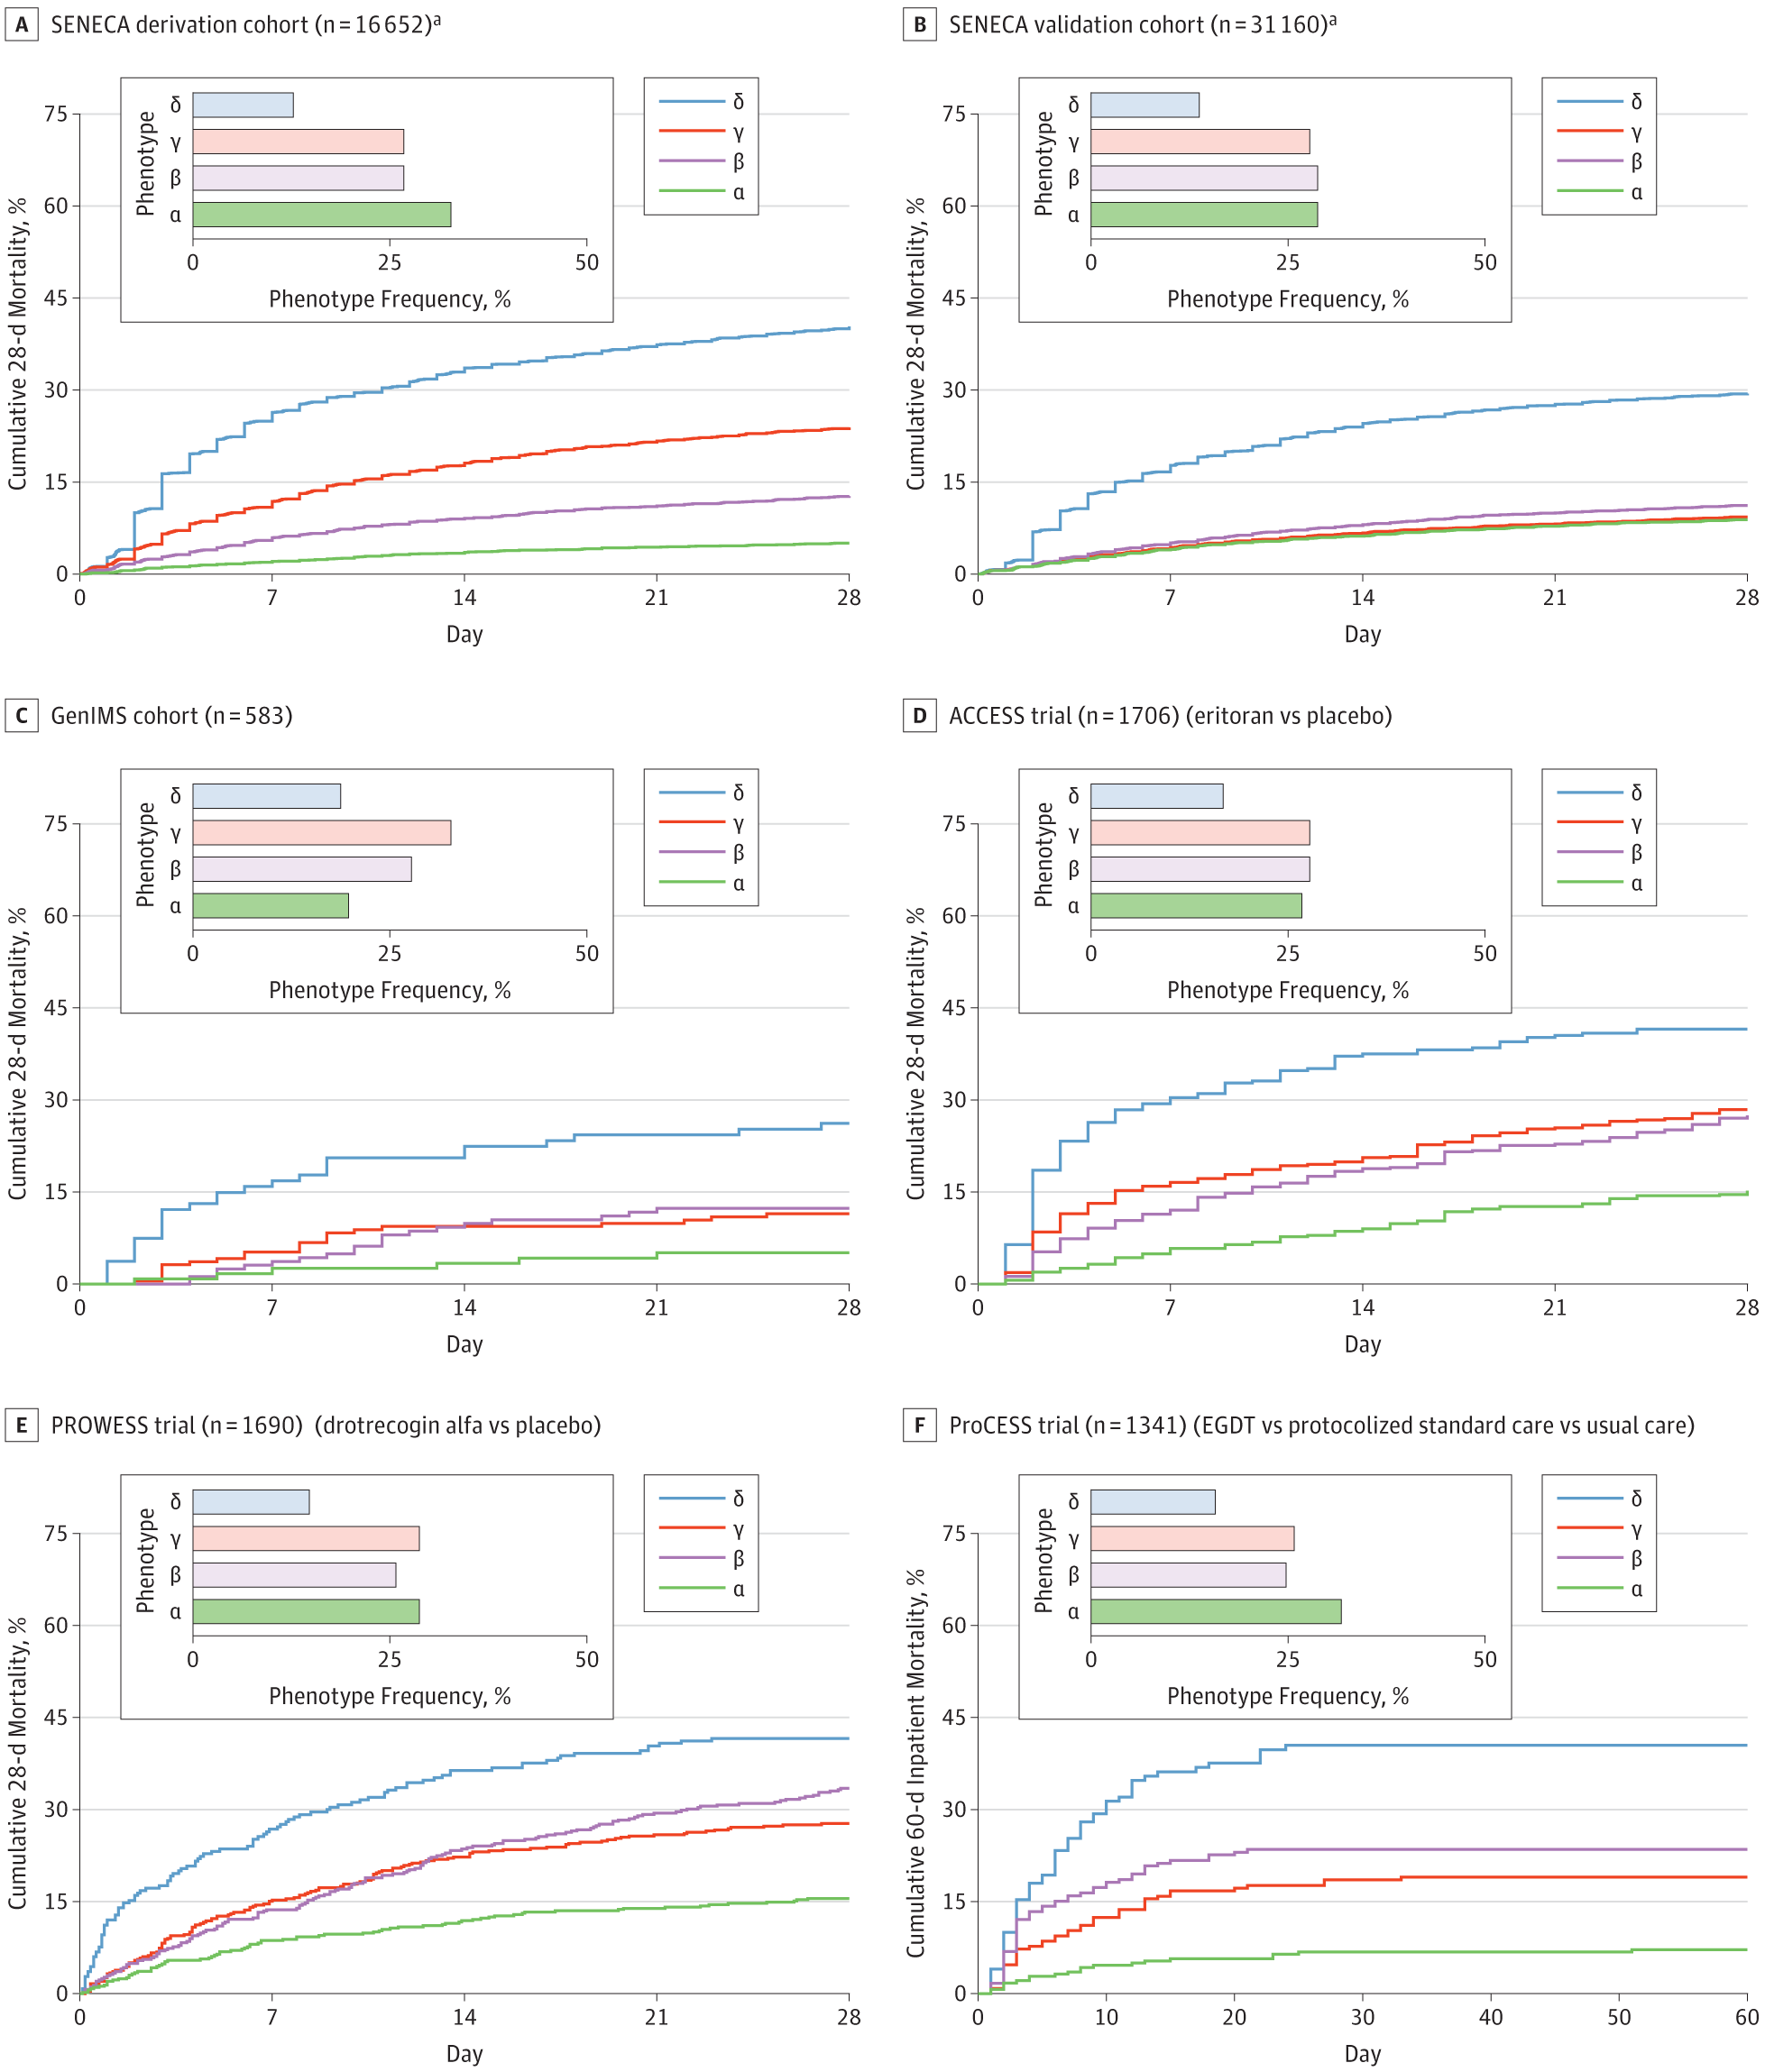 A SENECA derivation cohort (n=16652)ª
Cumulative 28-d Mortality, %
75
60
45
30
15
0
0 7 14 21 28
Day
Phenotype
δ
γ
β
α
0 25 50
Phenotype Frequency, %
δ
γ
β
α
B SENECA validation cohort (n=31160)ª
Cumulative 28-d Mortality, %
75
60
45
30
15
0
0 7 14 21 28
Day
Phenotype
δ
γ
β
α
0 25 50
Phenotype Frequency, %
δ
γ
β
α
C GenIMS cohort (n=583)
Cumulative 28-d Mortality, %
75
60
45
30
15
0
0 7 14 21 28
Day
Phenotype
δ
γ
β
α
0 25 50
Phenotype Frequency, %
δ
γ
β
α
D ACCESS trial (n=1706) (eritoran vs placebo)
Cumulative 28-d Mortality, %
75
60
45
30
15
0
0 7 14 21 28
Day
Phenotype
δ
γ
β
α
0 25 50
Phenotype Frequency, %
δ
γ
β
α
E PROWESS trial (n=1690) (drotrecogin alfa vs placebo)
Cumulative 28-d Mortality, %
75
60
45
30
15
0
0 7 14 21 28
Day
Phenotype
δ
γ
β
α
0 25 50
Phenotype Frequency, %
δ
γ
β
α
F ProCESS trial (n=1341) (EGDT vs protocolized standard care vs usual care)
Cumulative 60-d Inpatient Mortality, %
75
60
45
30
15
0
0 10 20 30 40 50 60
Day
Phenotype
δ
γ
β
α
0 25 50
Phenotype Frequency, %
δ
γ
β
α